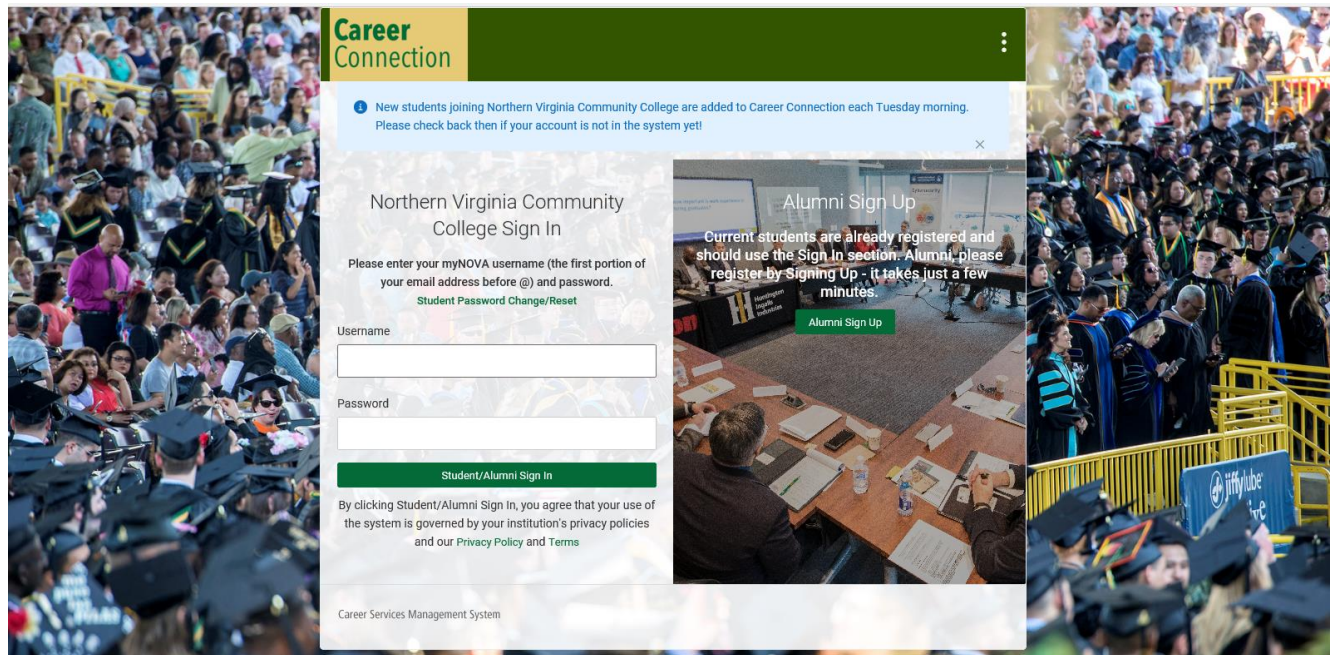 Career
Connection
New students joining Northern Virginia Community College are added to Career Connection each Tuesday morning.
Please check back then if your account is not in the system yet!
Northern Virginia Community
College Sign In
Please enter your myNOVA username (the first portion of
your email address before @) and password.
Student Password Change/Reset
Username
Password
Student/Alumni Sign In
By clicking Student/Alumni Sign In, you agree that your use of
the system is governed by your institution's privacy policies
and our Privacy Policy and Terms
Alumni Sign Up
Current students are already registered and
should use the Sign In section. Alumni, please
register by Signing Up - it takes just a few
minutes.
Alumni Sign Up
Huntington
Ingalls
Industries
jiffylube
Career Services Management System